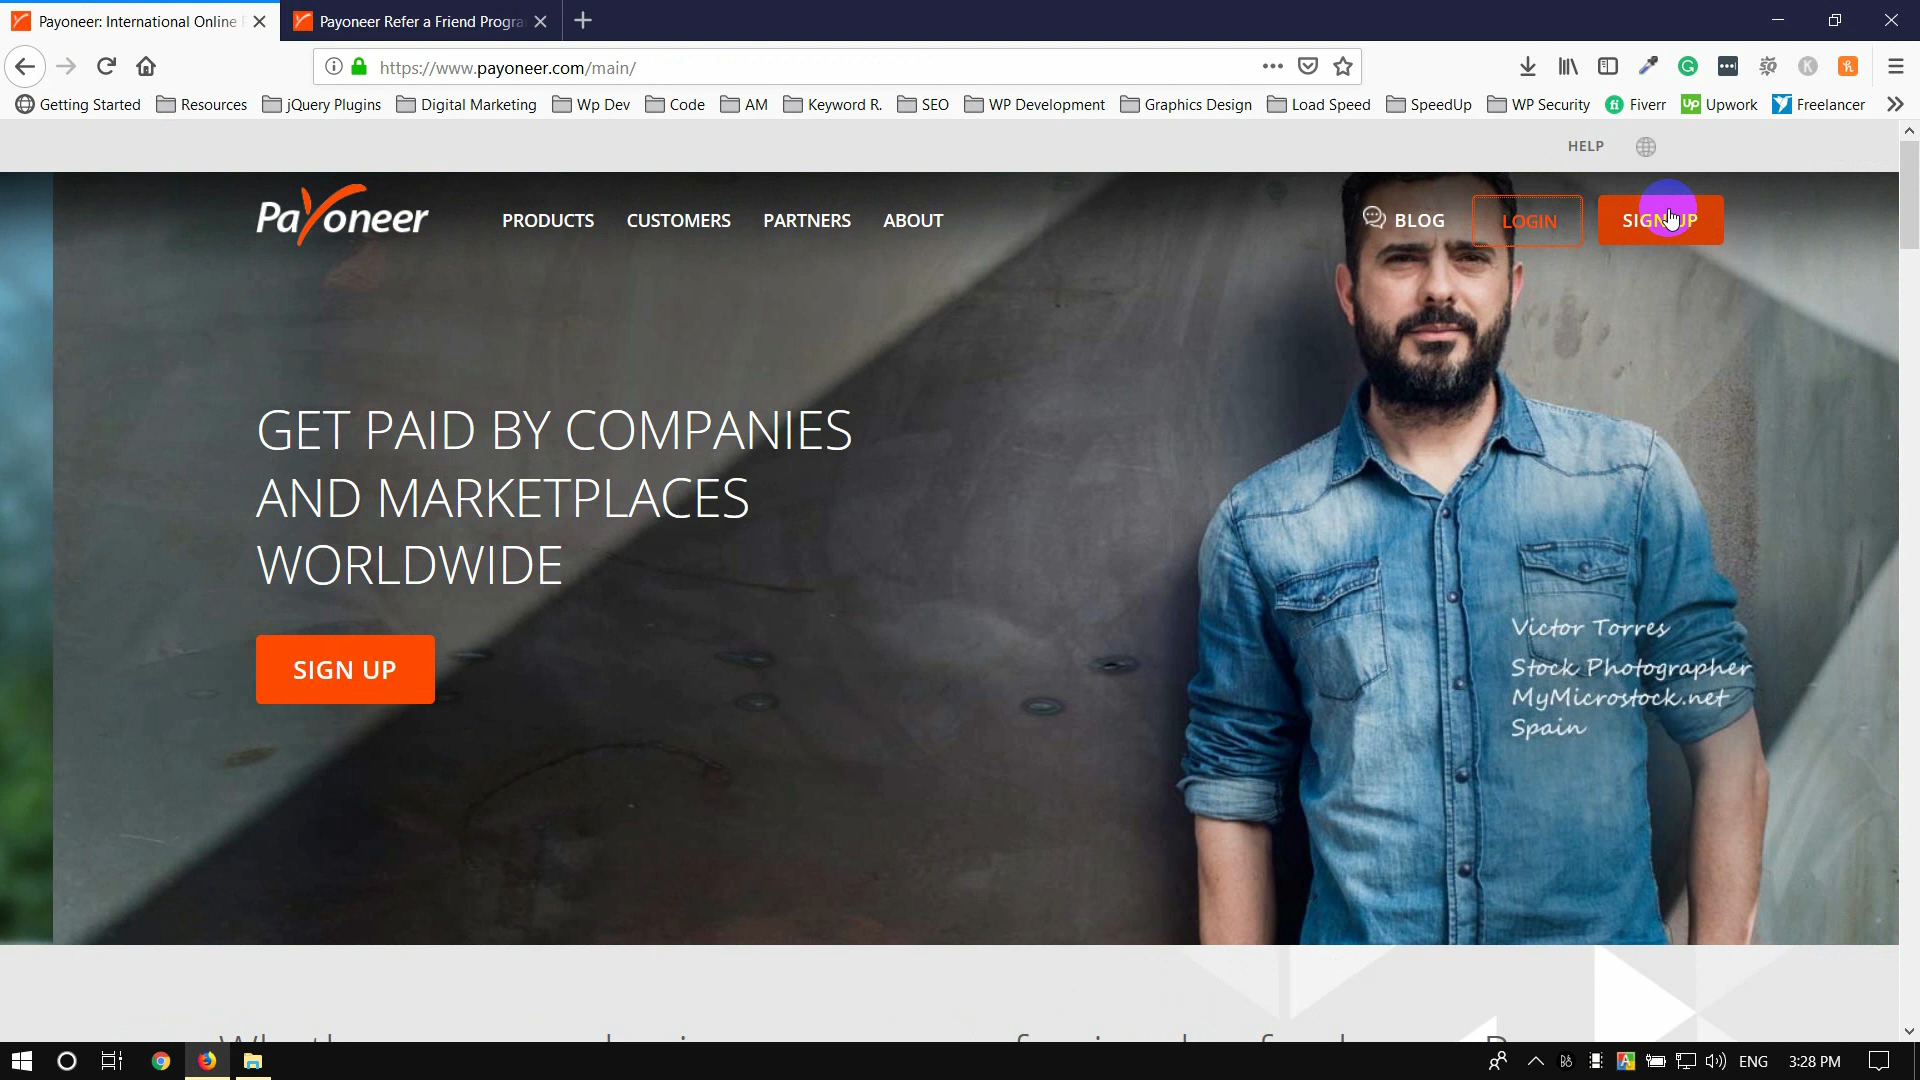 Payoneer: International Online
Payoneer Refer a Friend Progra
https://www.payoneer.com/main/
Getting Started
Resources
jQuery Plugins
Digital Marketing
Wp Dev
Code
AM
Keyword R.
SEO
WP Development
Graphics Design
Load Speed
SpeedUp
WP Security
Fiverr
Upwork
Freelancer
HELP
Payoneer
PRODUCTS
CUSTOMERS
PARTNERS
ABOUT
BLOG
LOGIN
SIGN UP
GET PAID BY COMPANIES
AND MARKETPLACES
WORLDWIDE
SIGN UP
Victor Torres
Stock Photographer
MyMicrostock.net
Spain
ENG
3:28 PM